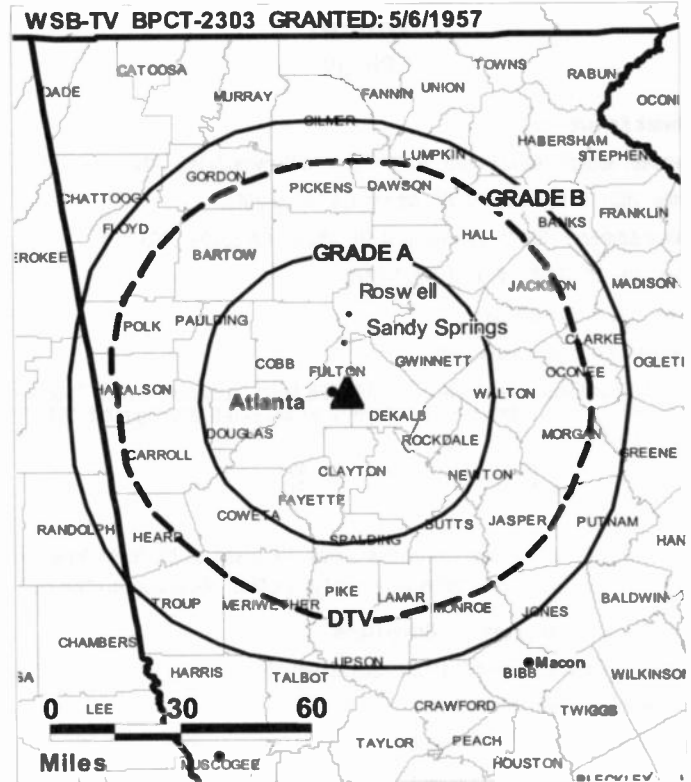 WSB-TV BPCT-2303 GRANTED: 5/6/1957
TOWNS
CATOOSA
RABUN
DADE
MURRAY
FANNIN
UNION
OCONI
GILMER
HABERSHAM
LUMPKIN
STEPHENS
GORDON
PICKENS
DAWSON
CHATTOOGA
GRADE B
FRANKLIN
BANKS
FLOYD
HALL
EROKEE
BARTOW
GRADE A
JACKSON
MADISON
Roswell
POLK
PAULDING
Sandy Springs
CLARKE
COBB
FULTON
GWINNETT
OCONEE
OGLETI
HARALSON
WALTON
Atlanta
DEKALB
DOUGLAS
ROCKDALE
MORGAN
CARROLL
GREENE
CLAYTON
NEWTON
FAYETTE
COWETA
RANDOLPH
HEARD
SPALDING
BUTTS
JASPER
PUTNAM
HAN
PIKE
LAMAR
TROUP
MERIWETHER
MONROE
JONES
BALDWIN
DTV
CHAMBERS
UPSON
Macon
HARRIS
TALBOT
BIBB
WILKINSON
SA
0 LEE 30 60
CRAWFORD
TWIGGS
Miles
TAYLOR
PEACH
MUSCOGEE
HOUSTON
BLECKLEY